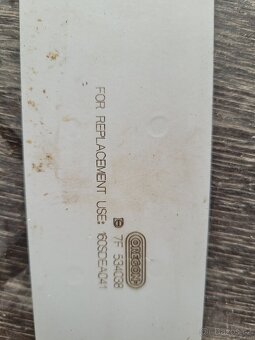 OREGON
7F 534038
FOR REPLACEMENT USE: 160SDEA041